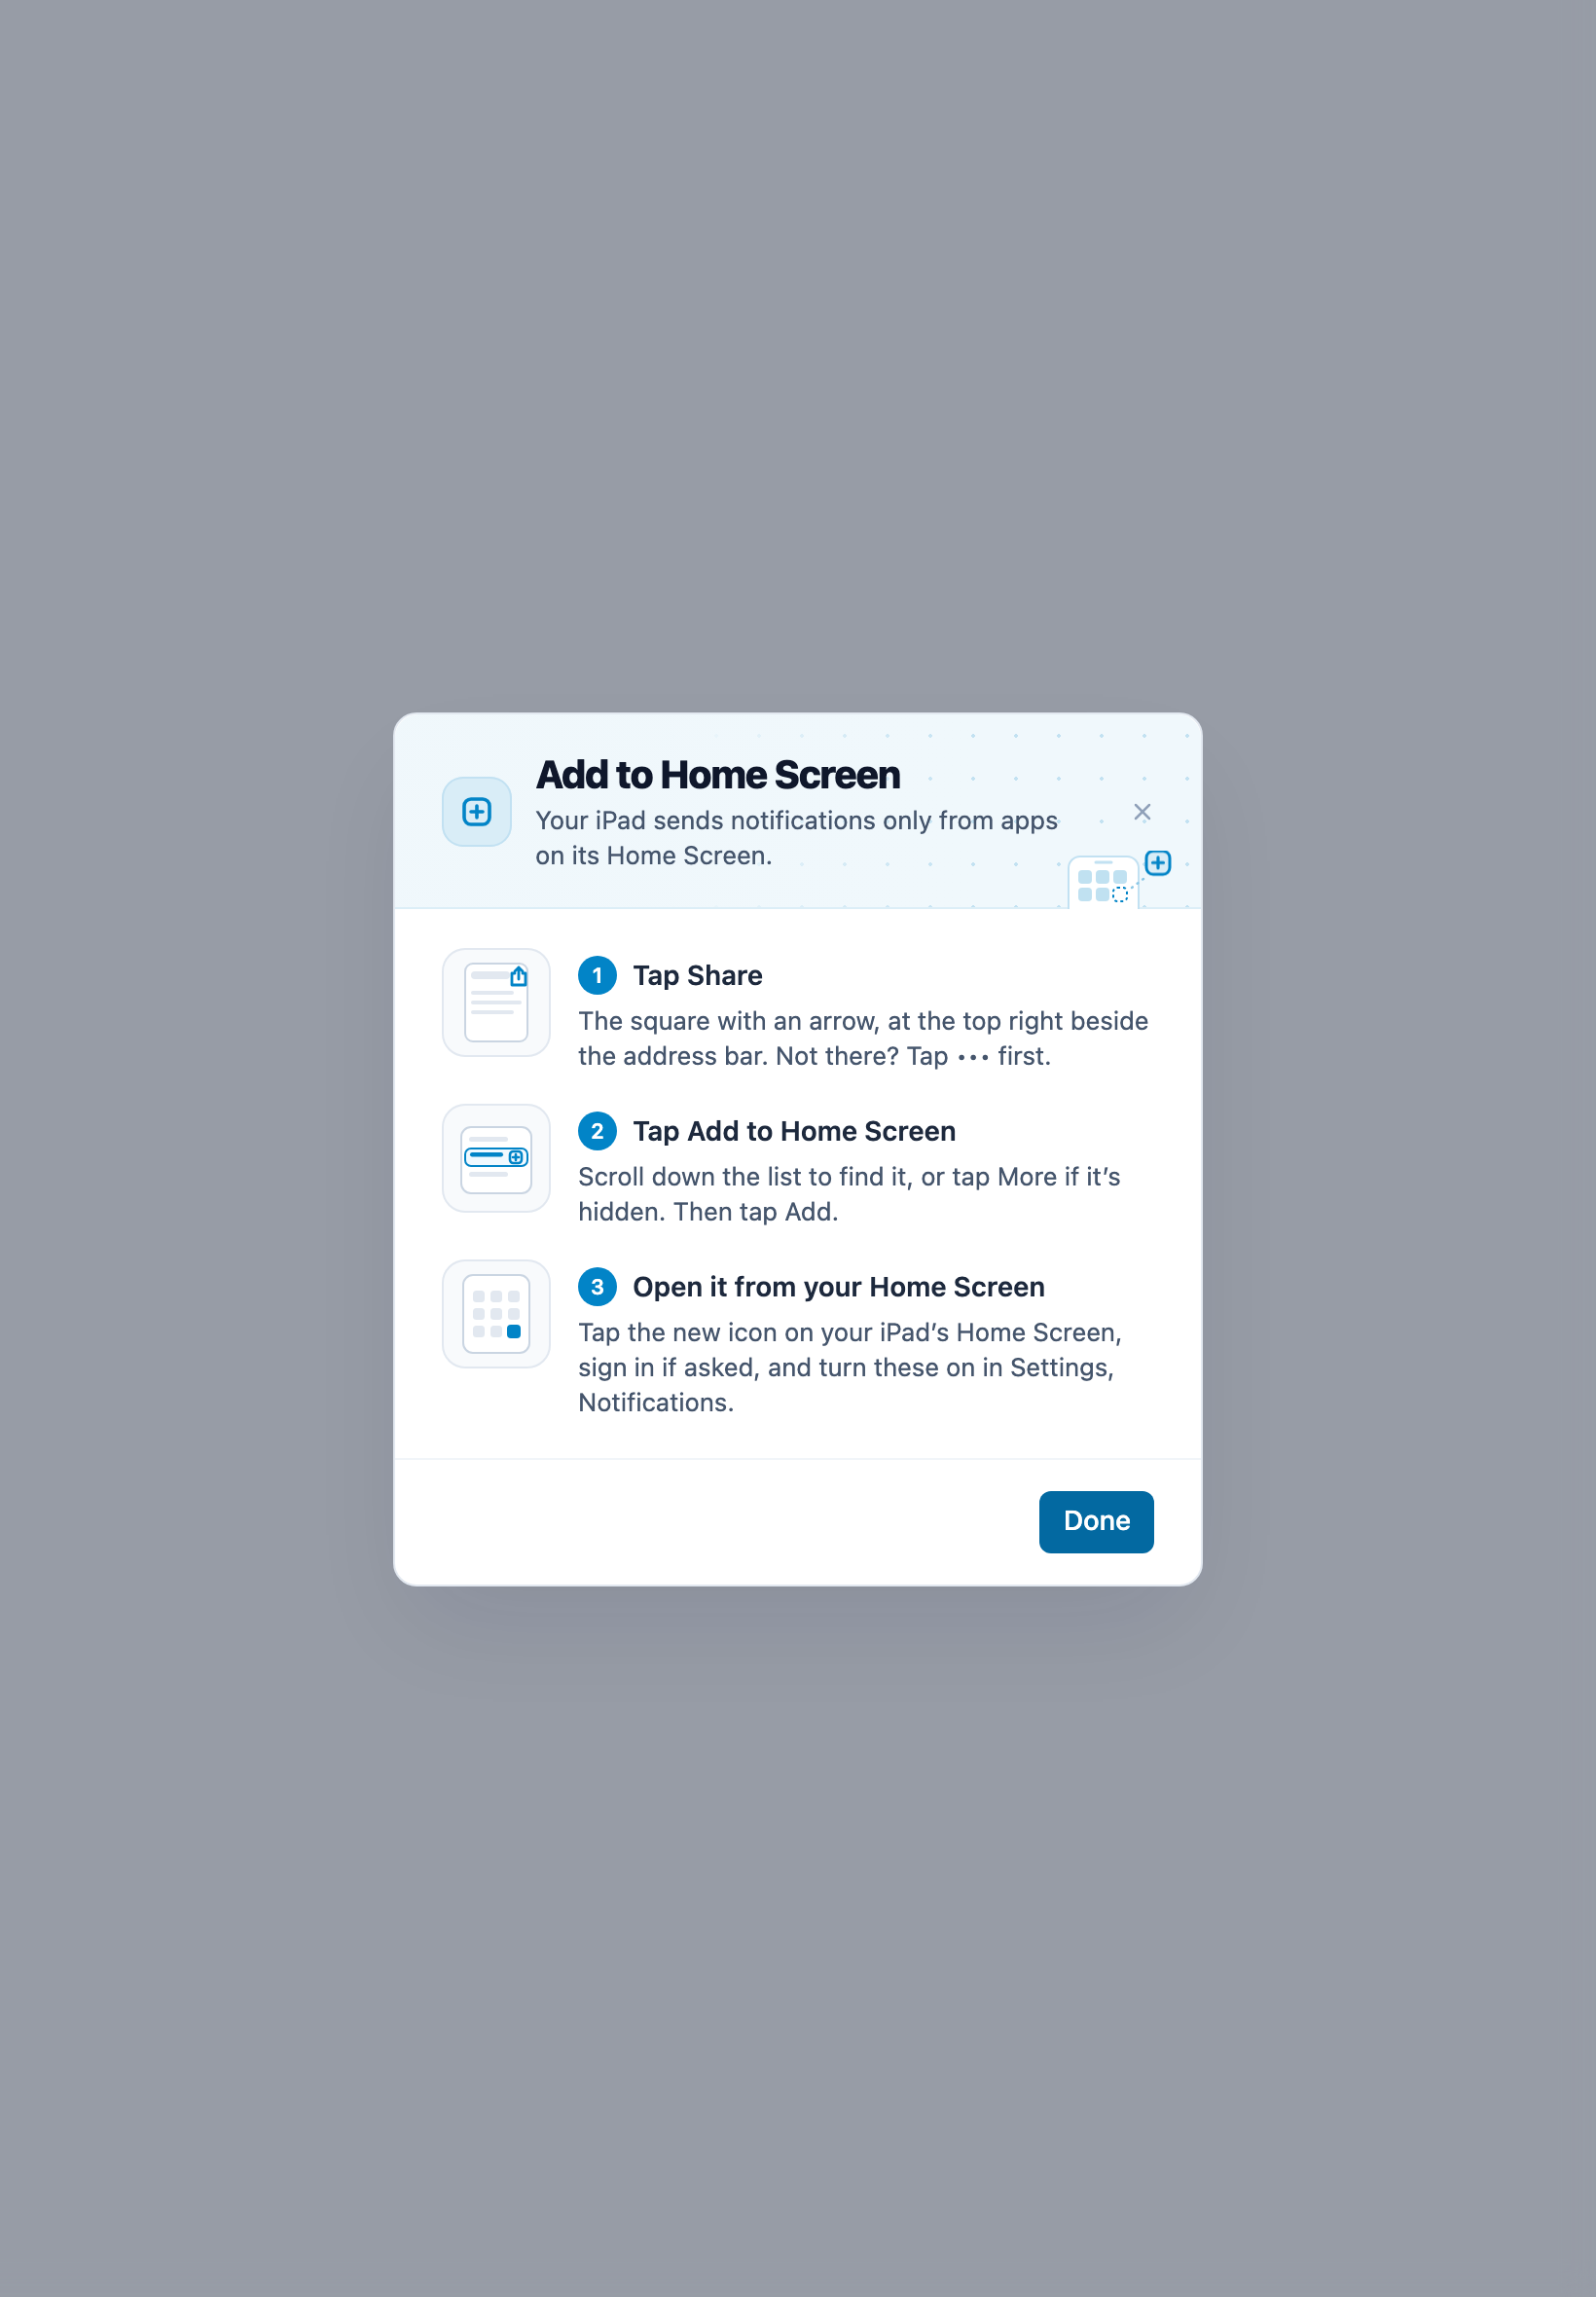 Add to Home Screen
Your iPad sends notifications only from apps
on its Home Screen.
1 Tap Share
The square with an arrow, at the top right beside
the address bar. Not there? Tap ••• first.
2 Tap Add to Home Screen
Scroll down the list to find it, or tap More if it’s
hidden. Then tap Add.
3 Open it from your Home Screen
Tap the new icon on your iPad’s Home Screen,
sign in if asked, and turn these on in Settings,
Notifications.
Done